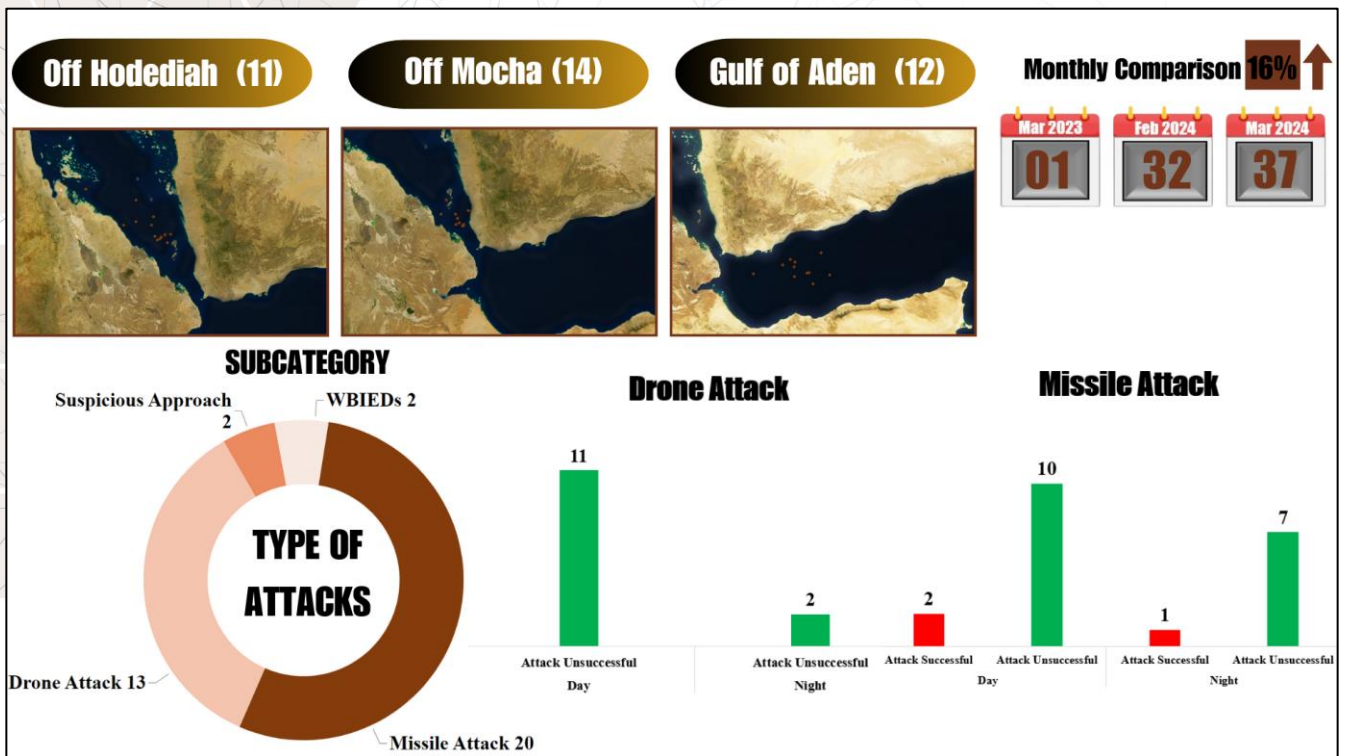 Off Hodediah (11)
Off Mocha (14)
Gulf of Aden (12)
Monthly Comparison 16%
Mar 2023
01
Feb 2024
32
Mar 2024
37
SUBCATEGORY
Suspicious Approach
2
WBIEDs 2
TYPE OF
ATTACKS
Drone Attack 13
Missile Attack 20
Drone Attack
11
2
Attack Unsuccessful
Day
Attack Unsuccessful
Night
Missile Attack
2
10
1
7
Attack Successful
Attack Unsuccessful
Day
Attack Successful
Attack Unsuccessful
Night